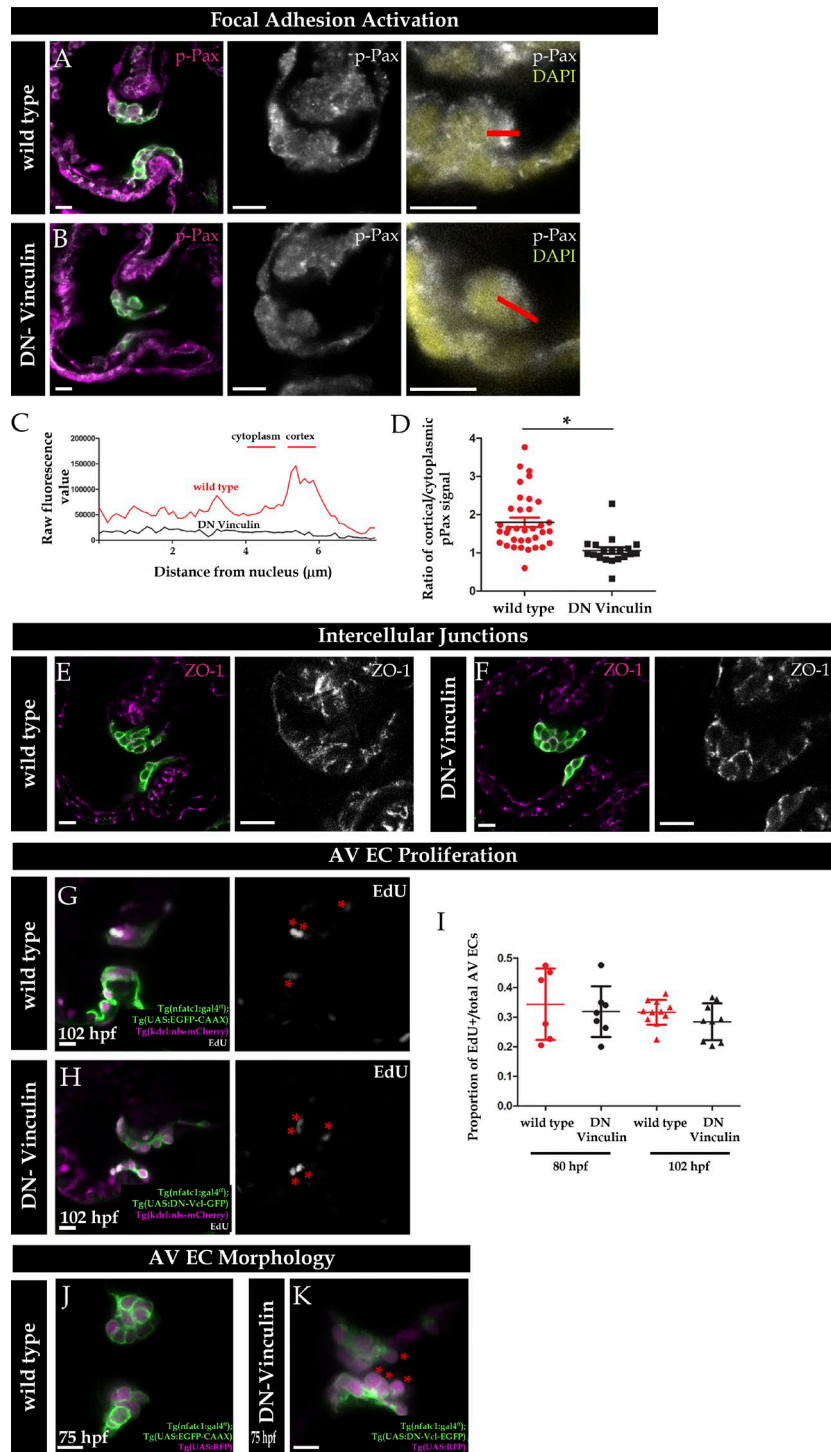 Focal Adhesion Activation
wild type
A
p-Pax
p-Pax
p-Pax
DAPI
DN- Vinculin
B
p-Pax
p-Pax
p-Pax
DAPI
C
Raw fluorescence
value
200000
150000
100000
50000
0
cytoplasm cortex
wild type
DN Vinculin
2 4 6
Distance from nucleus (µm)
D
*
Ratio of cortical/cytoplasmic
pPax signal
4
3
2
1
0
wild type DN Vinculin
Intercellular Junctions
wild type
E
ZO-1
ZO-1
DN-Vinculin
F
ZO-1
ZO-1
AV EC Proliferation
wild type
G
Tg(nfatc1:gal4ff);
Tg(UAS:EGFP-CAAX)
Tg(kdrl:nls-mCherry)
EdU
102 hpf
EdU
* *
*
*
DN- Vinculin
H
Tg(nfatc1:gal4ff);
Tg(UAS:DN-Vcl-GFP)
Tg(kdrl:nls-mCherry)
EdU
102 hpf
EdU
*
* *
*
* *
I
Proportion of EdU+/total AV ECs
0.5
0.4
0.3
0.2
0.1
0.0
wild type DN
Vinculin
wild type DN
Vinculin
80 hpf 102 hpf
AV EC Morphology
wild type
J
Tg(nfatc1:gal4ff);
Tg(UAS:EGFP-CAAX)
Tg(UAS:RFP)
75 hpf
DN-Vinculin
75 hpf
K
*
* * *
Tg(nfatc1:gal4ff);
Tg(UAS:DN-Vcl-EGFP)
Tg(UAS:RFP)